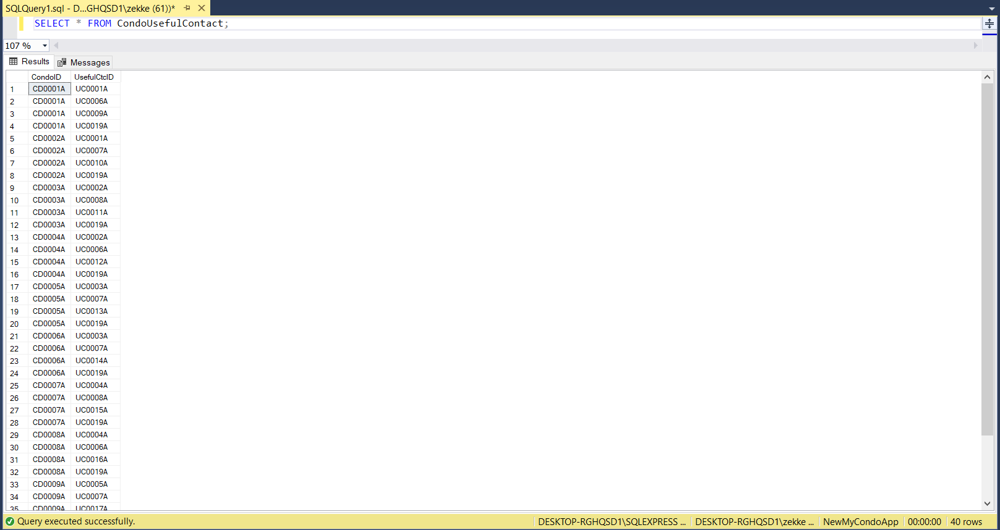 SQLQuery1.sql - D...GHQSD1\zekke (61))*
SELECT * FROM CondoUsefulContact;
107 %
Results Messages
CondoID UsefulCtcID
1 CD0001A UC0001A
2 CD0001A UC0006A
3 CD0001A UC0009A
4 CD0001A UC0019A
5 CD0002A UC0001A
6 CD0002A UC0007A
7 CD0002A UC0010A
8 CD0002A UC0019A
9 CD0003A UC0002A
10 CD0003A UC0008A
11 CD0003A UC0011A
12 CD0003A UC0019A
13 CD0004A UC0002A
14 CD0004A UC0006A
15 CD0004A UC0012A
16 CD0004A UC0019A
17 CD0005A UC0003A
18 CD0005A UC0007A
19 CD0005A UC0013A
20 CD0005A UC0019A
21 CD0006A UC0003A
22 CD0006A UC0007A
23 CD0006A UC0014A
24 CD0006A UC0019A
25 CD0007A UC0004A
26 CD0007A UC0008A
27 CD0007A UC0015A
28 CD0007A UC0019A
29 CD0008A UC0004A
30 CD0008A UC0006A
31 CD0008A UC0016A
32 CD0008A UC0019A
33 CD0009A UC0005A
34 CD0009A UC0007A
35 CD0009A UC0017A
Query executed successfully. DESKTOP-RGHQSD1\SQLEXPRESS ... DESKTOP-RGHQSD1\zekke ... NewMyCondoApp 00:00:00 40 rows